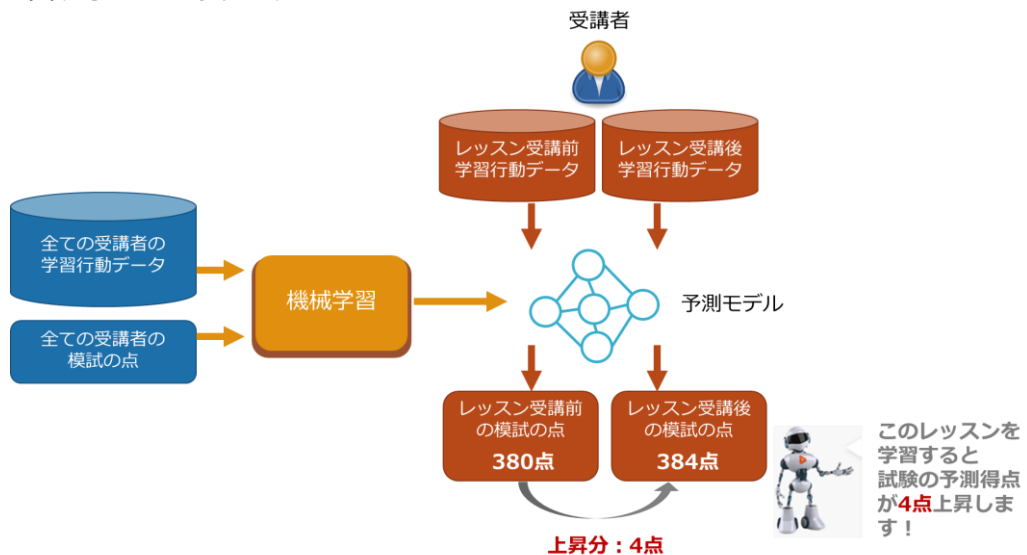 受講者
レッスン受講前
学習行動データ
レッスン受講後
学習行動データ
全ての受講者の
学習行動データ
機械学習
予測モデル
全ての受講者の
模試の点
レッスン受講前
の模試の点
380点
レッスン受講後
の模試の点
384点
このレッスンを
学習すると
試験の予測得点
が4点上昇しま
す！
上昇分：4点